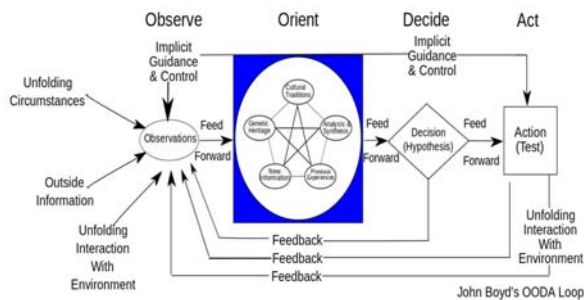 Observe
Orient
Decide
Act
Implicit
Guidance
& Control
Implicit
Guidance
& Control
Unfolding
Circumstances
Observations
Feed
Forward
Cultural
Traditions
Genetic
Heritage
Analysis &
Synthesis
New
Information
Previous
Experiences
Feed
Forward
Decision
(Hypothesis)
Feed
Forward
Action
(Test)
Outside
Information
Unfolding
Interaction
With
Environment
Unfolding
Interaction
With
Environment
Feedback
Feedback
Feedback
John Boyd's OODA Loop